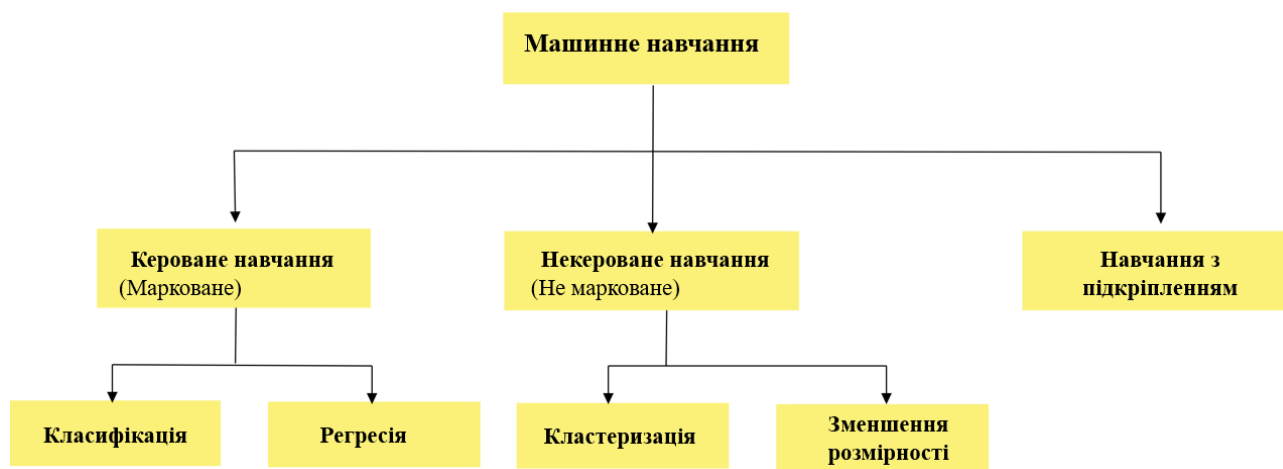 Машинне навчання
Кероване навчання
(Марковане)
Некероване навчання
(Не марковане)
Навчання з
підкріпленням
Класифікація
Регресія
Кластеризація
Зменшення
розмірності